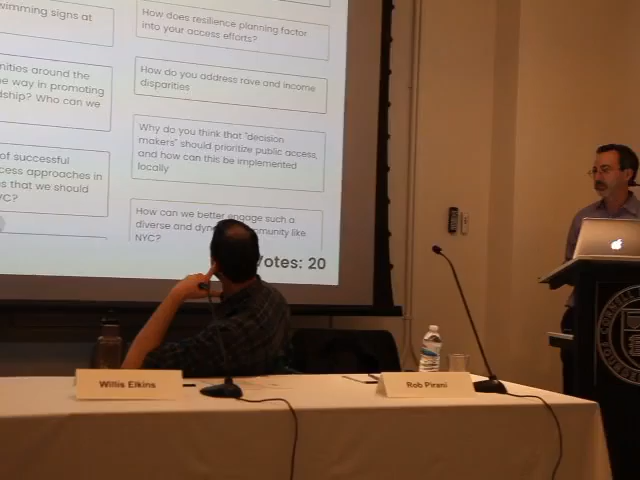 wimming signs at
nities around the
e way in promoting
dship? Who can we
of successful
cess approaches in
s that we should
YC?
How does resilience planning factor
into your access efforts?
How do you address rave and income
disparities
Why do you think that "decision
makers" should prioritize public access,
and how can this be implemented
locally
How can we better engage such a
diverse and dyn munity like
NYC?
Votes: 20
Willis Elkins
Rob Pirani